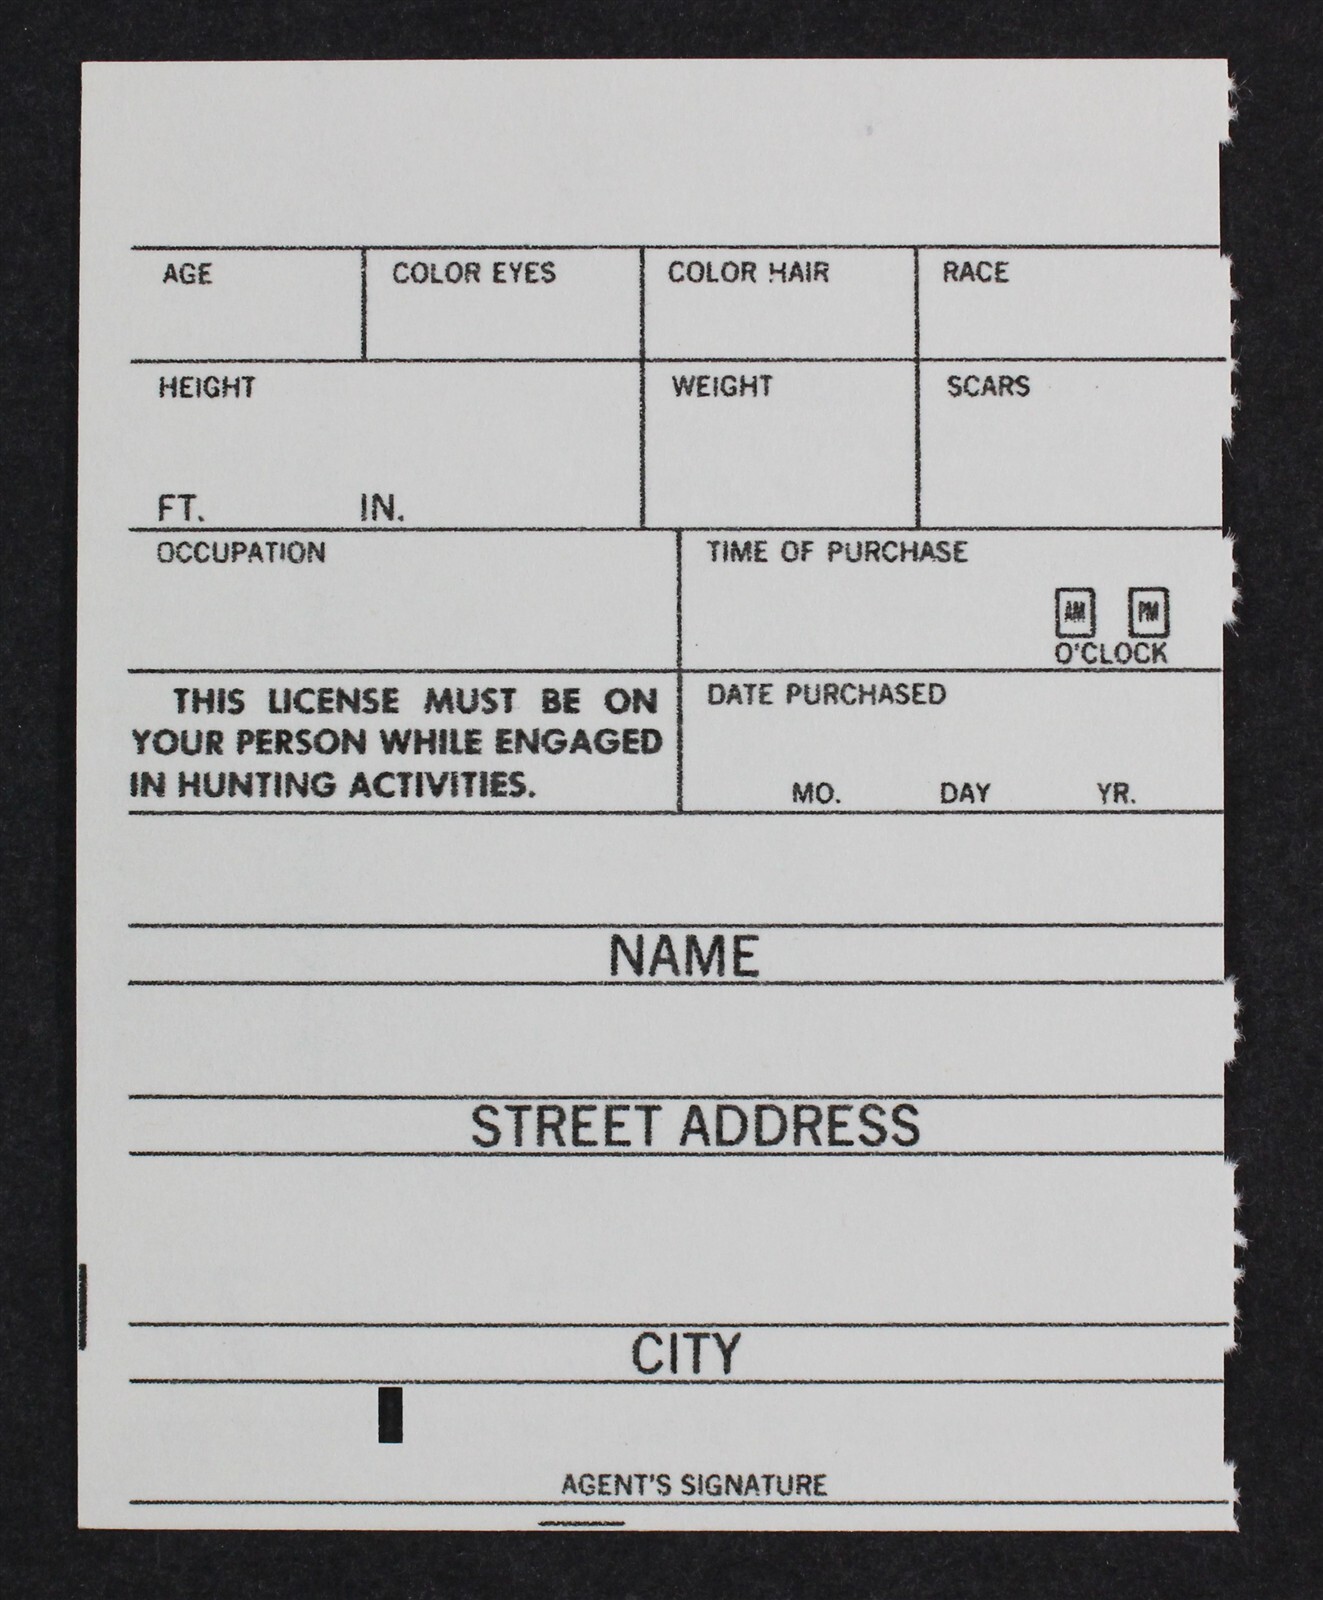 AGE COLOR EYES COLOR HAIR RACE
HEIGHT WEIGHT SCARS
FT. IN.
OCCUPATION TIME OF PURCHASE
AM PM
O'CLOCK
THIS LICENSE MUST BE ON
YOUR PERSON WHILE ENGAGED
IN HUNTING ACTIVITIES.
DATE PURCHASED
MO. DAY YR.
NAME
STREET ADDRESS
CITY
AGENT'S SIGNATURE